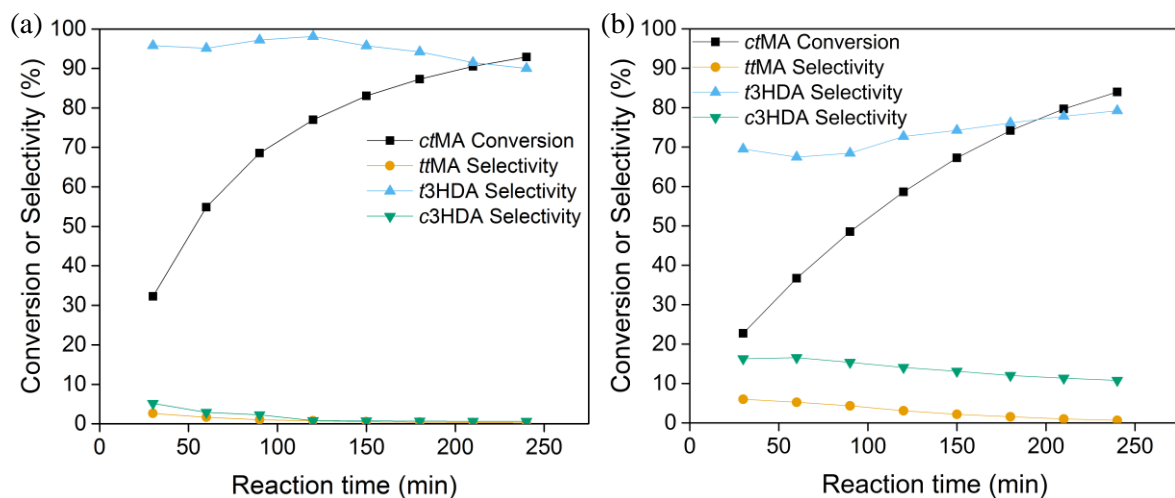 (a)
Conversion or Selectivity (%)
100
90
80
70
60
50
40
30
20
10
0
ctMA Conversion
ttMA Selectivity
t3HDA Selectivity
c3HDA Selectivity
0 50 100 150 200 250
Reaction time (min)
(b)
Conversion or Selectivity (%)
100
90
80
70
60
50
40
30
20
10
0
ctMA Conversion
ttMA Selectivity
t3HDA Selectivity
c3HDA Selectivity
0 50 100 150 200 250
Reaction time (min)